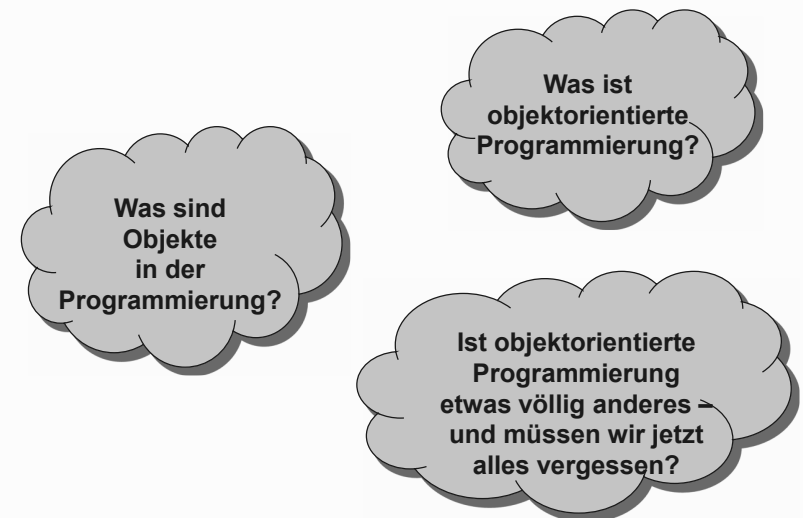 Was ist
objektorientierte
Programmierung?
Was sind
Objekte
in der
Programmierung?
Ist objektorientierte
Programmierung
etwas völlig anderes –
und müssen wir jetzt
alles vergessen?